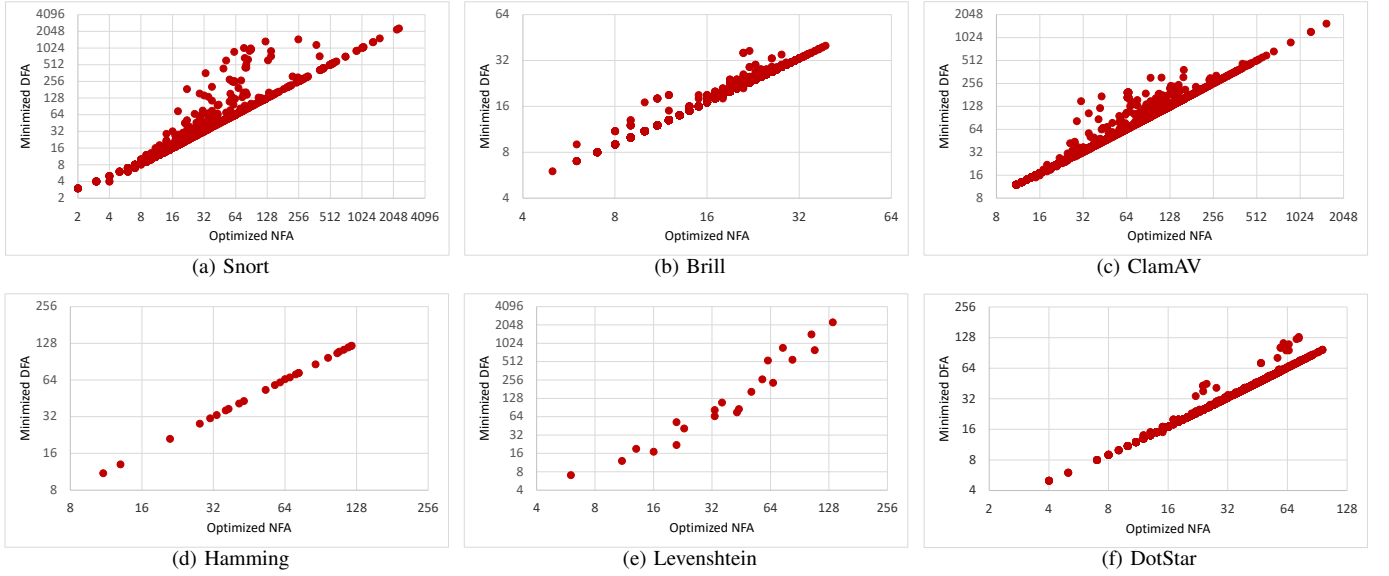 4096
2048
1024
512
256
128
64
32
16
8
4
2
Minimized DFA
2 4 8 16 32 64 128 256 512 1024 2048 4096
Optimized NFA
(a) Snort
64
32
16
8
4
Minimized DFA
4 8 16 32 64
Optimized NFA
(b) Brill
2048
1024
512
256
128
64
32
16
8
Minimized DFA
8 16 32 64 128 256 512 1024 2048
Optimized NFA
(c) ClamAV
256
128
64
32
16
8
Minimized DFA
8 16 32 64 128 256
Optimized NFA
(d) Hamming
4096
2048
1024
512
256
128
64
32
16
8
4
Minimized DFA
4 8 16 32 64 128 256
Optimized NFA
(e) Levenshtein
256
128
64
32
16
8
4
Minimized DFA
2 4 8 16 32 64 128
Optimized NFA
(f) DotStar